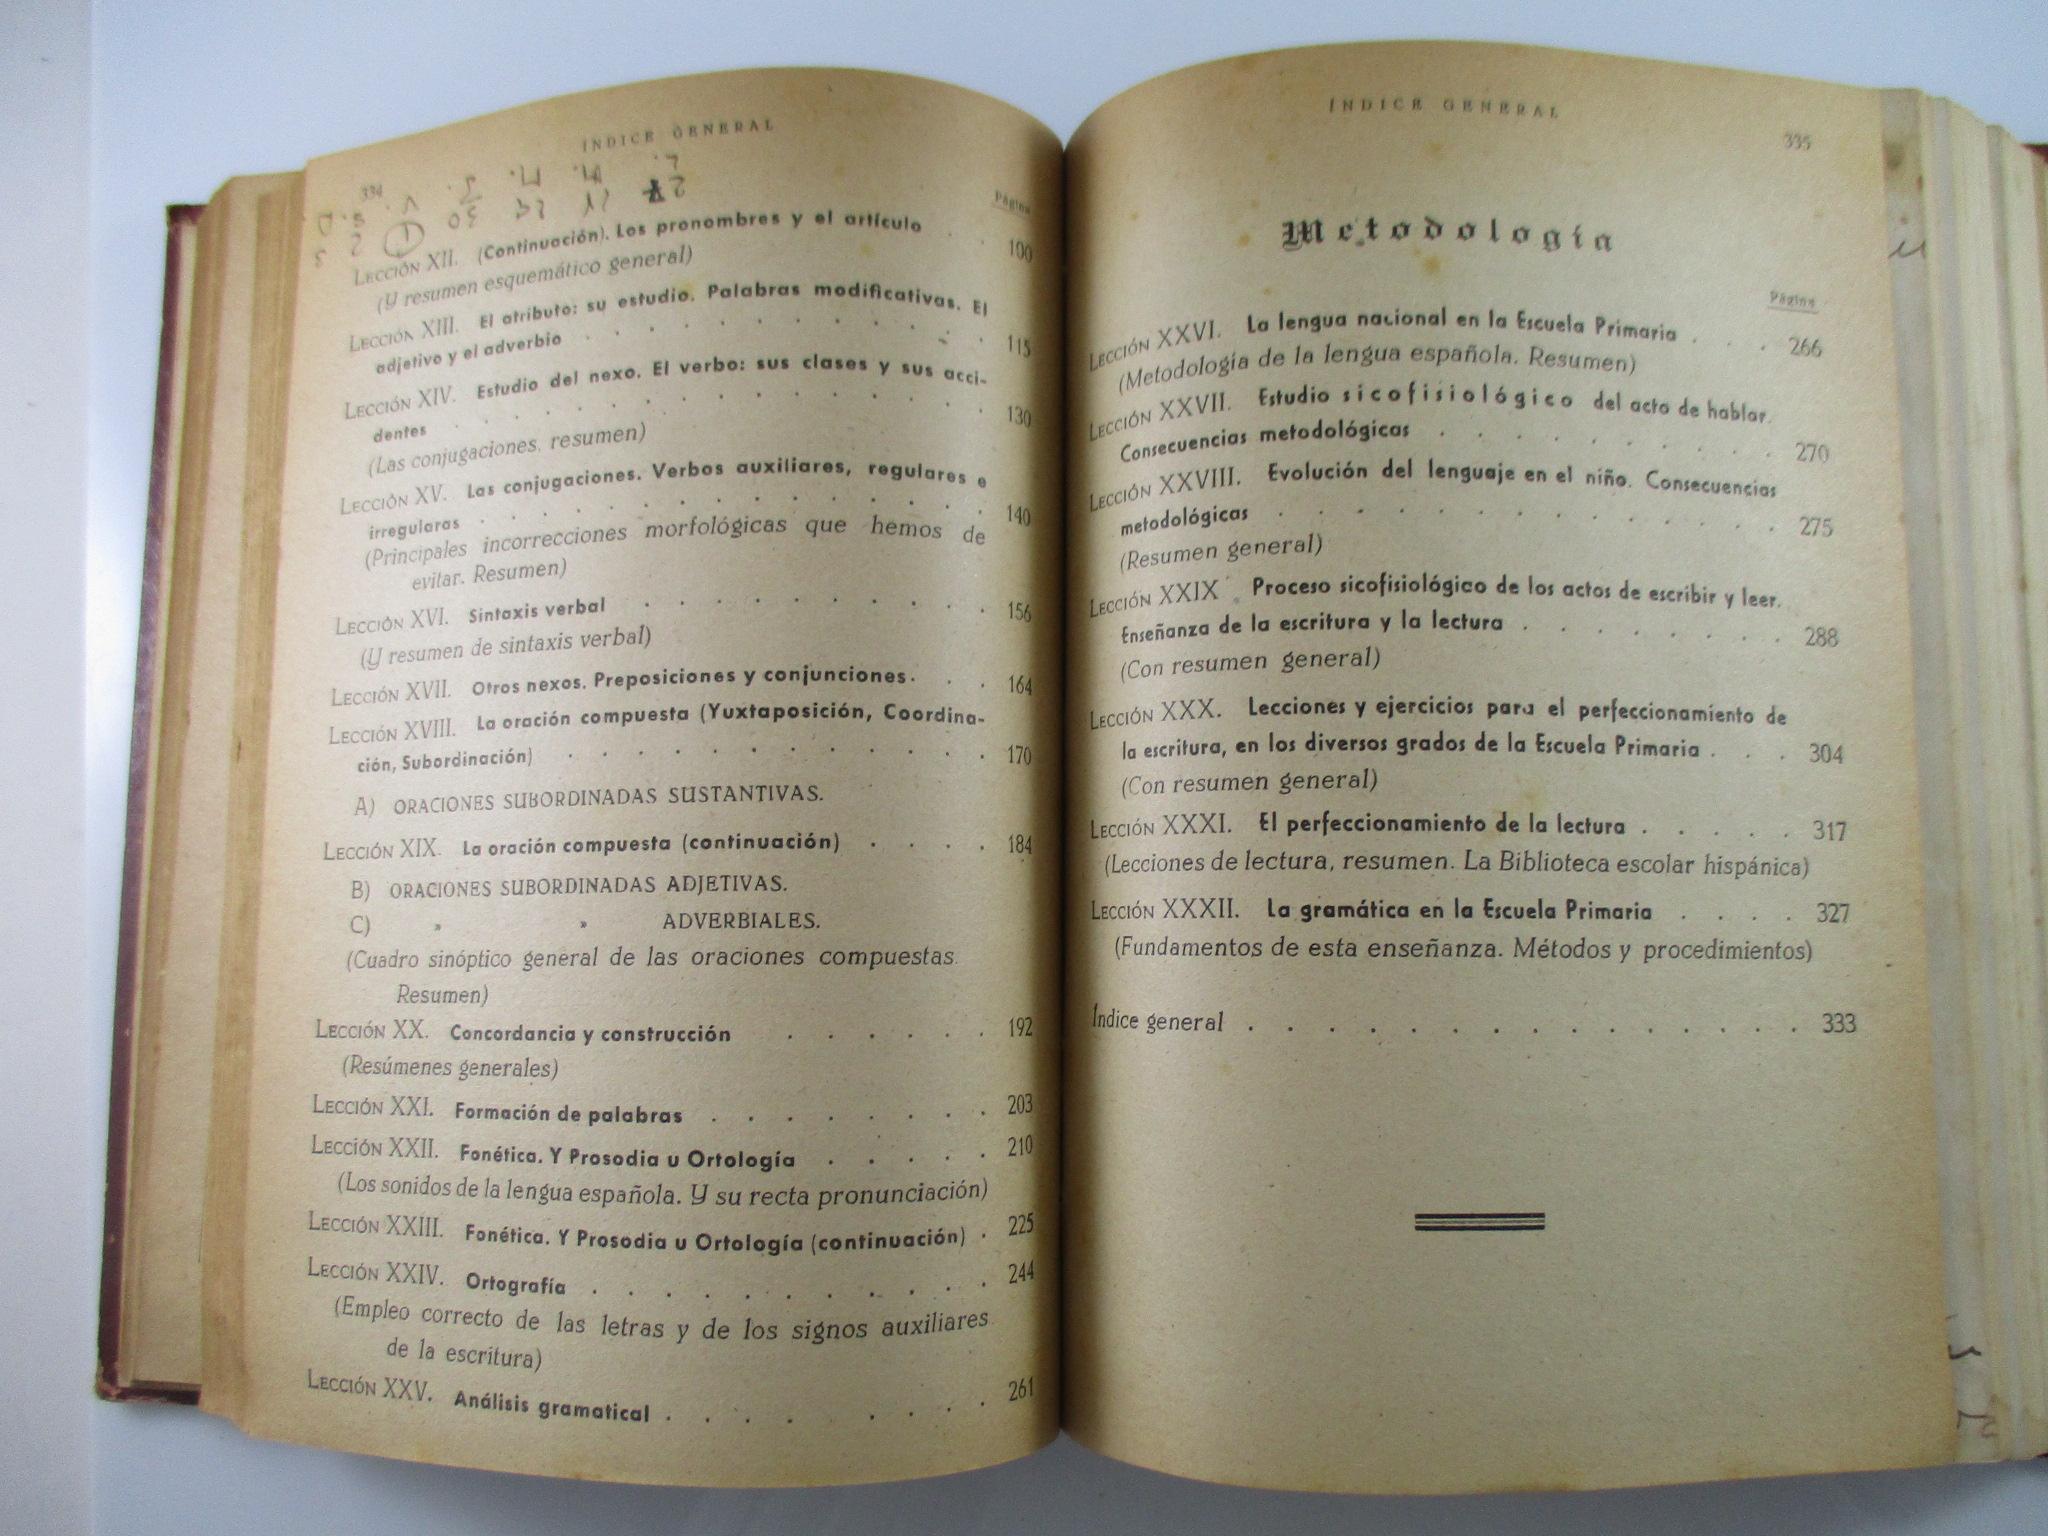 334
ÍNDICE GENERAL
Página
LECCIÓN XII. (Continuación). Los pronombres y el artículo . . 100
(Y resumen esquemático general)
LECCIÓN XIII. El atributo: su estudio. Palabras modificativas. El
adjetivo y el adverbio . . . . . . . . . . 115
LECCIÓN XIV. Estudio del nexo. El verbo: sus clases y sus acci-
dentes . . . . . . . . . . . . . . 130
(Las conjugaciones, resumen)
LECCIÓN XV. Las conjugaciones. Verbos auxiliares, regulares e
irregulares . . . . . . . . . . . . 140
(Principales incorrecciones morfológicas que hemos de
evitar. Resumen)
LECCIÓN XVI. Sintaxis verbal . . . . . . . . . . 156
(Y resumen de sintaxis verbal)
LECCIÓN XVII. Otros nexos. Preposiciones y conjunciones. . . 164
LECCIÓN XVIII. La oración compuesta (Yuxtaposición, Coordina-
ción, Subordinación) . . . . . . . . . . . 170
A) ORACIONES SUBORDINADAS SUSTANTIVAS.
LECCIÓN XIX. La oración compuesta (continuación) . . . . 184
B) ORACIONES SUBORDINADAS ADJETIVAS.
C) » » ADVERBIALES.
(Cuadro sinóptico general de las oraciones compuestas.
Resumen)
LECCIÓN XX. Concordancia y construcción . . . . . . 192
(Resúmenes generales)
LECCIÓN XXI. Formación de palabras . . . . . . . . 203
LECCIÓN XXII. Fonética. Y Prosodia u Ortología . . . . . 210
(Los sonidos de la lengua española. Y su recta pronunciación)
LECCIÓN XXIII. Fonética. Y Prosodia u Ortología (continuación) . 225
LECCIÓN XXIV. Ortografía . . . . . . . . . . . 244
(Empleo correcto de las letras y de los signos auxiliares
de la escritura)
LECCIÓN XXV. Análisis gramatical . . . . . . . . . 261
ÍNDICE GENERAL
335
Metodología
Página
LECCIÓN XXVI. La lengua nacional en la Escuela Primaria . . . 266
(Metodología de la lengua española. Resumen)
LECCIÓN XXVII. Estudio sicofisiológico del acto de hablar.
Consecuencias metodológicas . . . . . . . . . 270
LECCIÓN XXVIII. Evolución del lenguaje en el niño. Consecuencias
metodológicas . . . . . . . . . . . . . 275
(Resumen general)
LECCIÓN XXIX. Proceso sicofisiológico de los actos de escribir y leer.
Enseñanza de la escritura y la lectura . . . . . . . 288
(Con resumen general)
LECCIÓN XXX. Lecciones y ejercicios para el perfeccionamiento de
la escritura, en los diversos grados de la Escuela Primaria . . . 304
(Con resumen general)
LECCIÓN XXXI. El perfeccionamiento de la lectura . . . . . 317
(Lecciones de lectura, resumen. La Biblioteca escolar hispánica)
LECCIÓN XXXII. La gramática en la Escuela Primaria . . . . 327
(Fundamentos de esta enseñanza. Métodos y procedimientos)
Indice general . . . . . . . . . . . . . . . 333